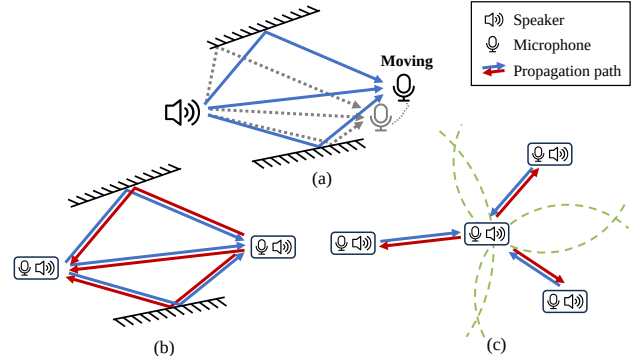 Speaker
Microphone
Propagation path
Moving
(a)
(b)
(c)